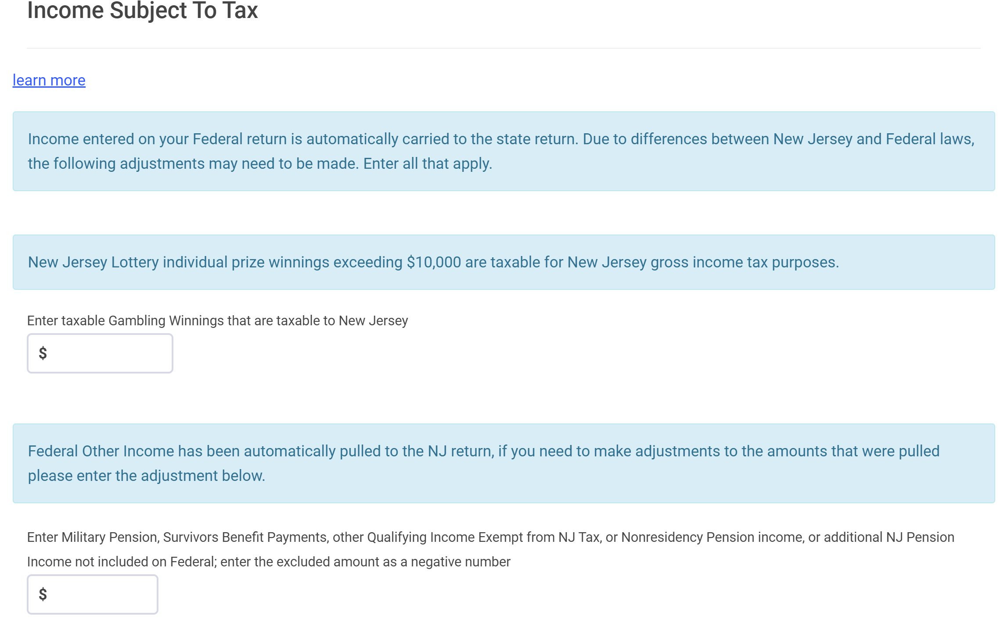 Income Subject To Tax
learn more
Income entered on your Federal return is automatically carried to the state return. Due to differences between New Jersey and Federal laws,
the following adjustments may need to be made. Enter all that apply.
New Jersey Lottery individual prize winnings exceeding $10,000 are taxable for New Jersey gross income tax purposes.
Enter taxable Gambling Winnings that are taxable to New Jersey
$
Federal Other Income has been automatically pulled to the NJ return, if you need to make adjustments to the amounts that were pulled
please enter the adjustment below.
Enter Military Pension, Survivors Benefit Payments, other Qualifying Income Exempt from NJ Tax, or Nonresidency Pension income, or additional NJ Pension
Income not included on Federal; enter the excluded amount as a negative number
$